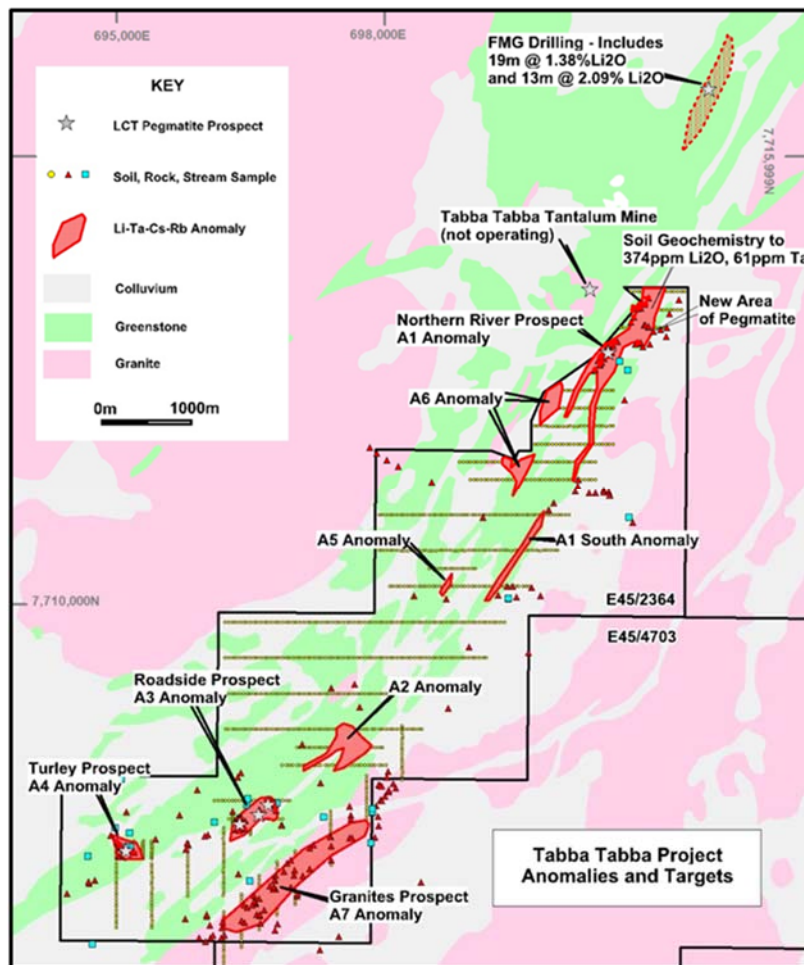 695,000E
698,000E
FMG Drilling - Includes
19m @ 1.38%Li2O
and 13m @ 2.09% Li2O
KEY
LCT Pegmatite Prospect
Soil, Rock, Stream Sample
Li-Ta-Cs-Rb Anomaly
Colluvium
Greenstone
Granite
0m 1000m
7,715,999N
Tabba Tabba Tantalum Mine
(not operating)
Soil Geochemistry to
374ppm Li2O, 61ppm Ta
New Area
of Pegmatite
Northern River Prospect
A1 Anomaly
A6 Anomaly
A5 Anomaly
A1 South Anomaly
7,710,000N
E45/2364
E45/4703
Roadside Prospect
A3 Anomaly
A2 Anomaly
Turley Prospect
A4 Anomaly
Granites Prospect
A7 Anomaly
Tabba Tabba Project
Anomalies and Targets